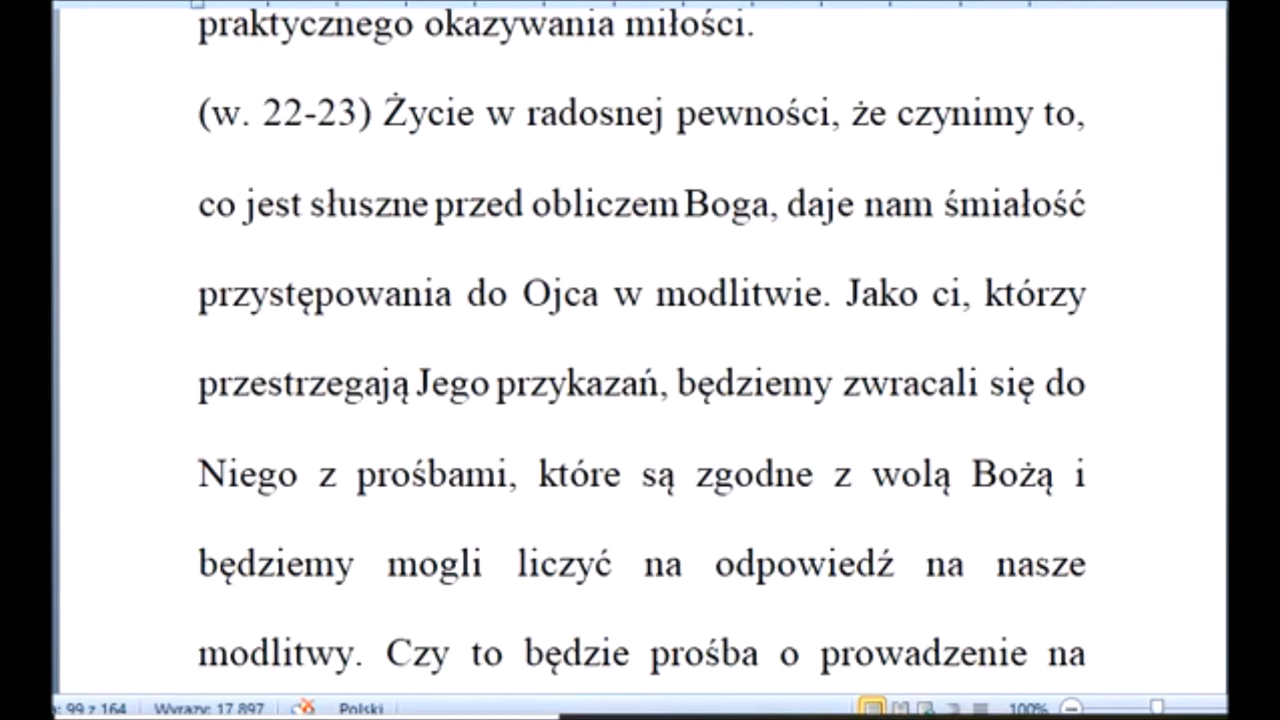 praktycznego okazywania miłości.
(w. 22-23) Życie w radosnej pewności, że czynimy to,
co jest słuszne przed obliczem Boga, daje nam śmiałość
przystępowania do Ojca w modlitwie. Jako ci, którzy
przestrzegają Jego przykazań, będziemy zwracali się do
Niego z prośbami, które są zgodne z wolą Bożą i
będziemy mogli liczyć na odpowiedź na nasze
modlitwy. Czy to będzie prośba o prowadzenie na
: 99 z 164 Wyrazy: 17 897 Polski 100%